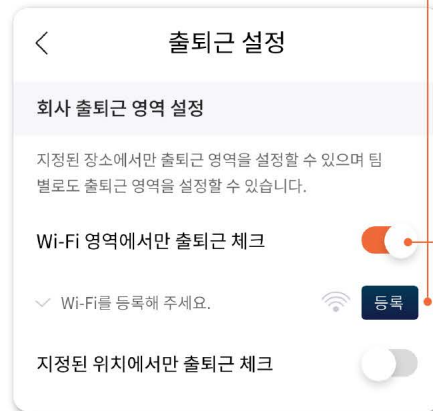 출퇴근 설정
회사 출퇴근 영역 설정
지정된 장소에서만 출퇴근 영역을 설정할 수 있으며 팀
별로도 출퇴근 영역을 설정할 수 있습니다.
Wi-Fi 영역에서만 출퇴근 체크
Wi-Fi를 등록해 주세요. 등록
지정된 위치에서만 출퇴근 체크